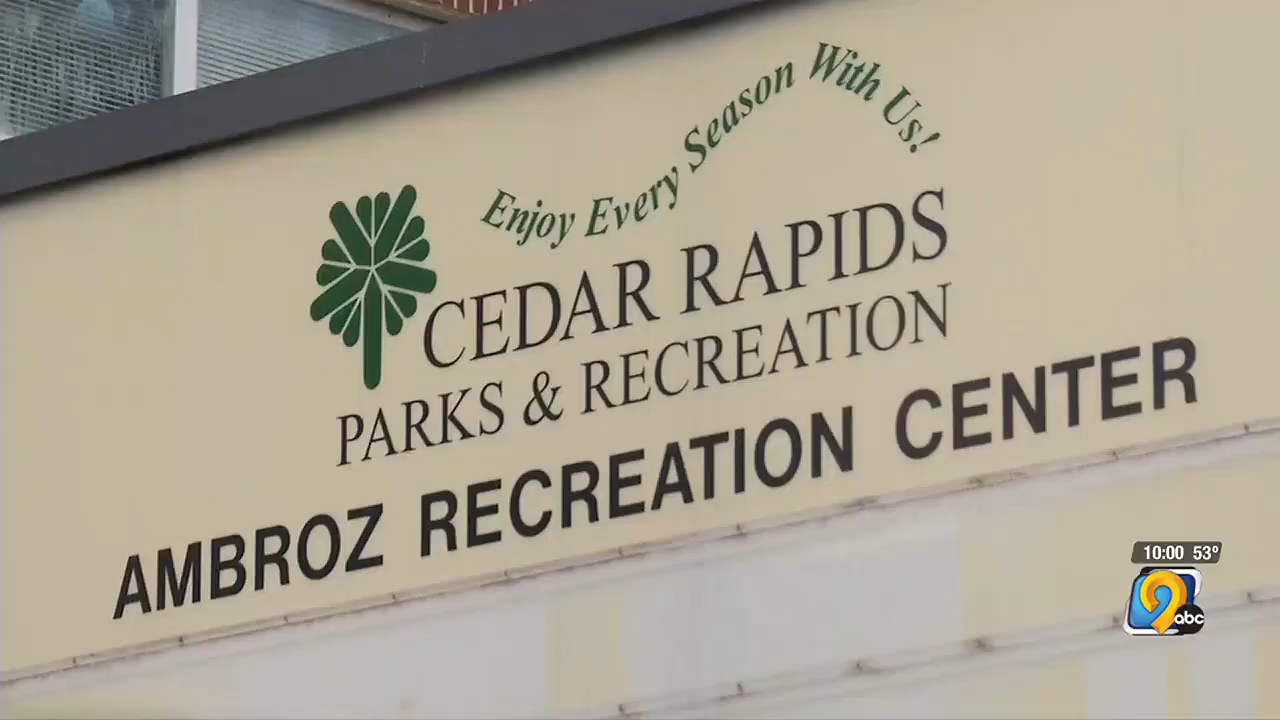 Enjoy Every Season With Us!
CEDAR RAPIDS
PARKS & RECREATION
AMBROZ RECREATION CENTER
10:00 53°
9
abc